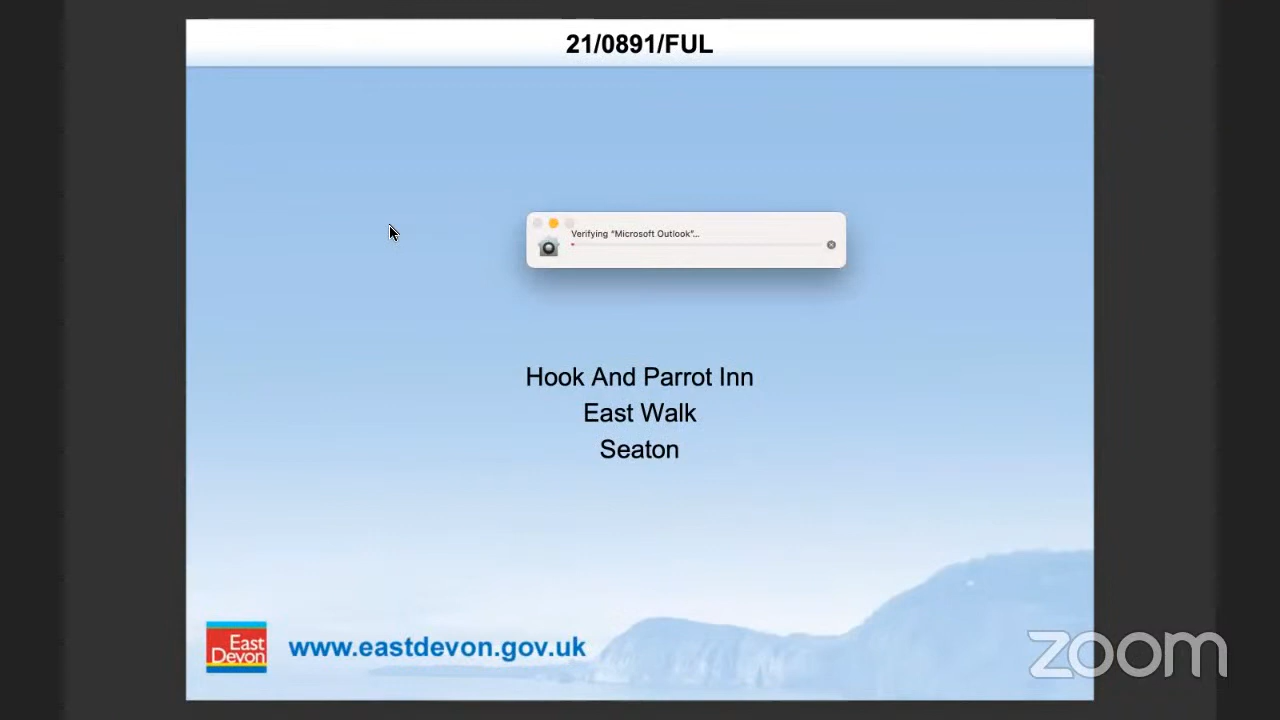 21/0891/FUL
Verifying "Microsoft Outlook"...
Hook And Parrot Inn
East Walk
Seaton
East
Devon
www.eastdevon.gov.uk
zoom